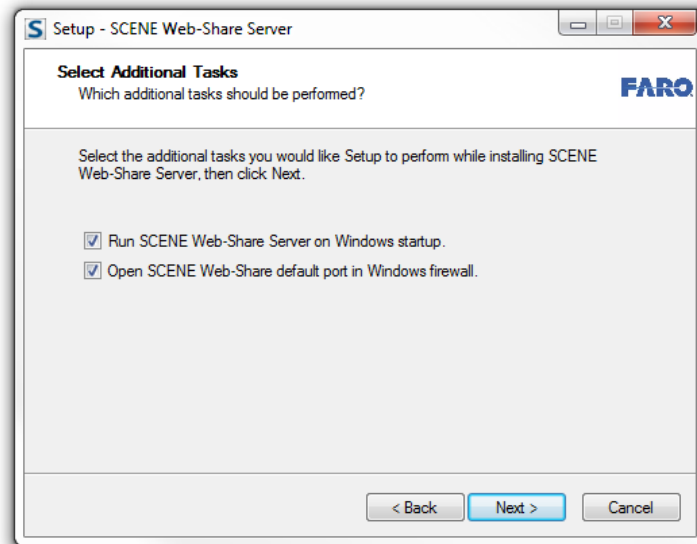 Setup - SCENE Web-Share Server
Select Additional Tasks
Which additional tasks should be performed?
FARO
Select the additional tasks you would like Setup to perform while installing SCENE
Web-Share Server, then click Next.
Run SCENE Web-Share Server on Windows startup.
Open SCENE Web-Share default port in Windows firewall.
< Back Next > Cancel